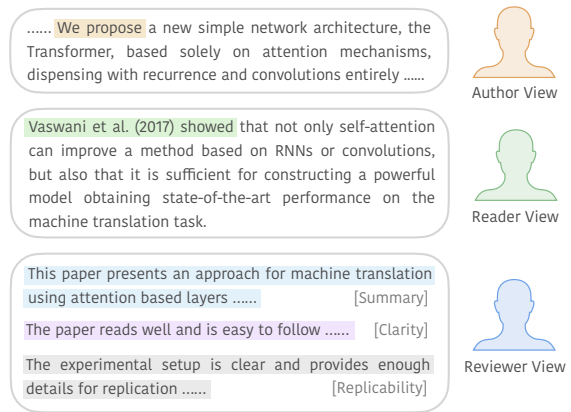 ...... We propose a new simple network architecture, the
Transformer, based solely on attention mechanisms,
dispensing with recurrence and convolutions entirely ......
Author View
Vaswani et al. (2017) showed that not only self-attention
can improve a method based on RNNs or convolutions,
but also that it is sufficient for constructing a powerful
model obtaining state-of-the-art performance on the
machine translation task.
Reader View
This paper presents an approach for machine translation
using attention based layers ...... [Summary]
The paper reads well and is easy to follow ...... [Clarity]
The experimental setup is clear and provides enough
details for replication ...... [Replicability]
Reviewer View